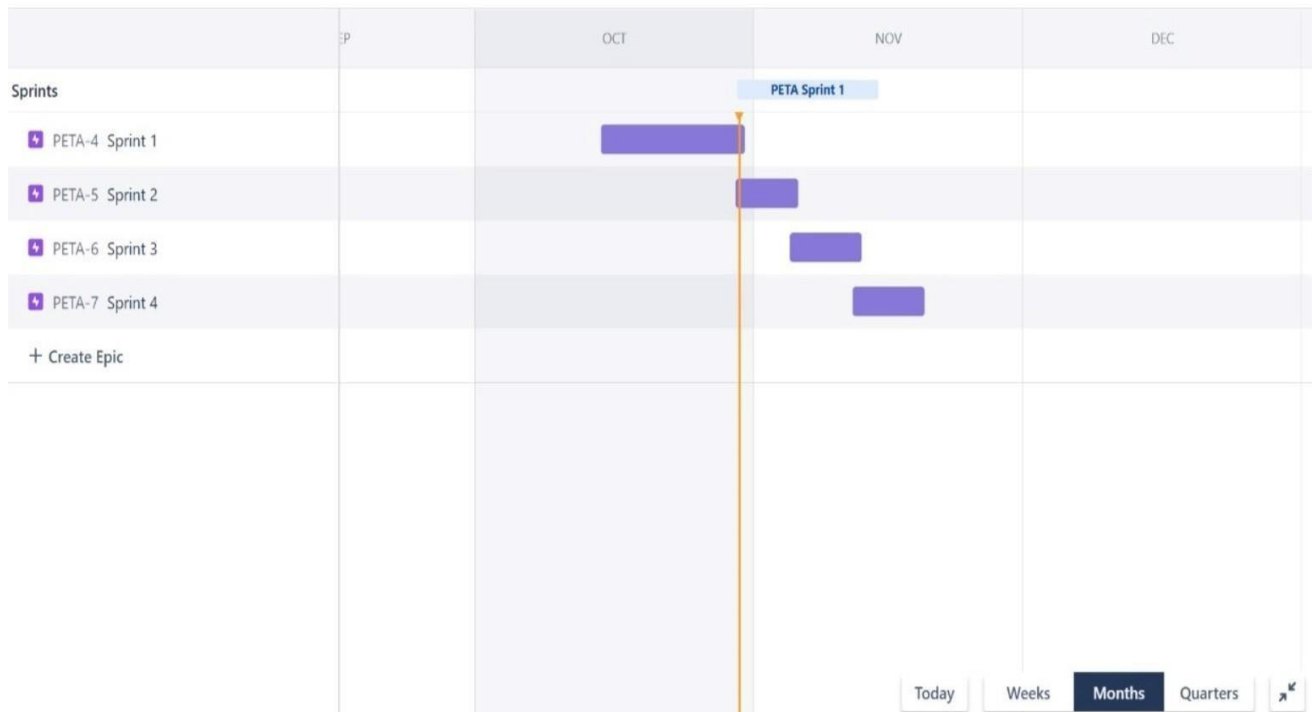 EP OCT NOV DEC
Sprints PETA Sprint 1
PETA-4 Sprint 1
PETA-5 Sprint 2
PETA-6 Sprint 3
PETA-7 Sprint 4
+ Create Epic
Today Weeks Months Quarters